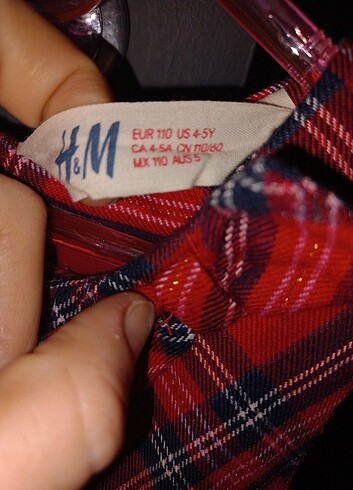 H&M
EUR 110 US 4-5Y
CA 4-5A CN 110/60
MX 110 AUS 5